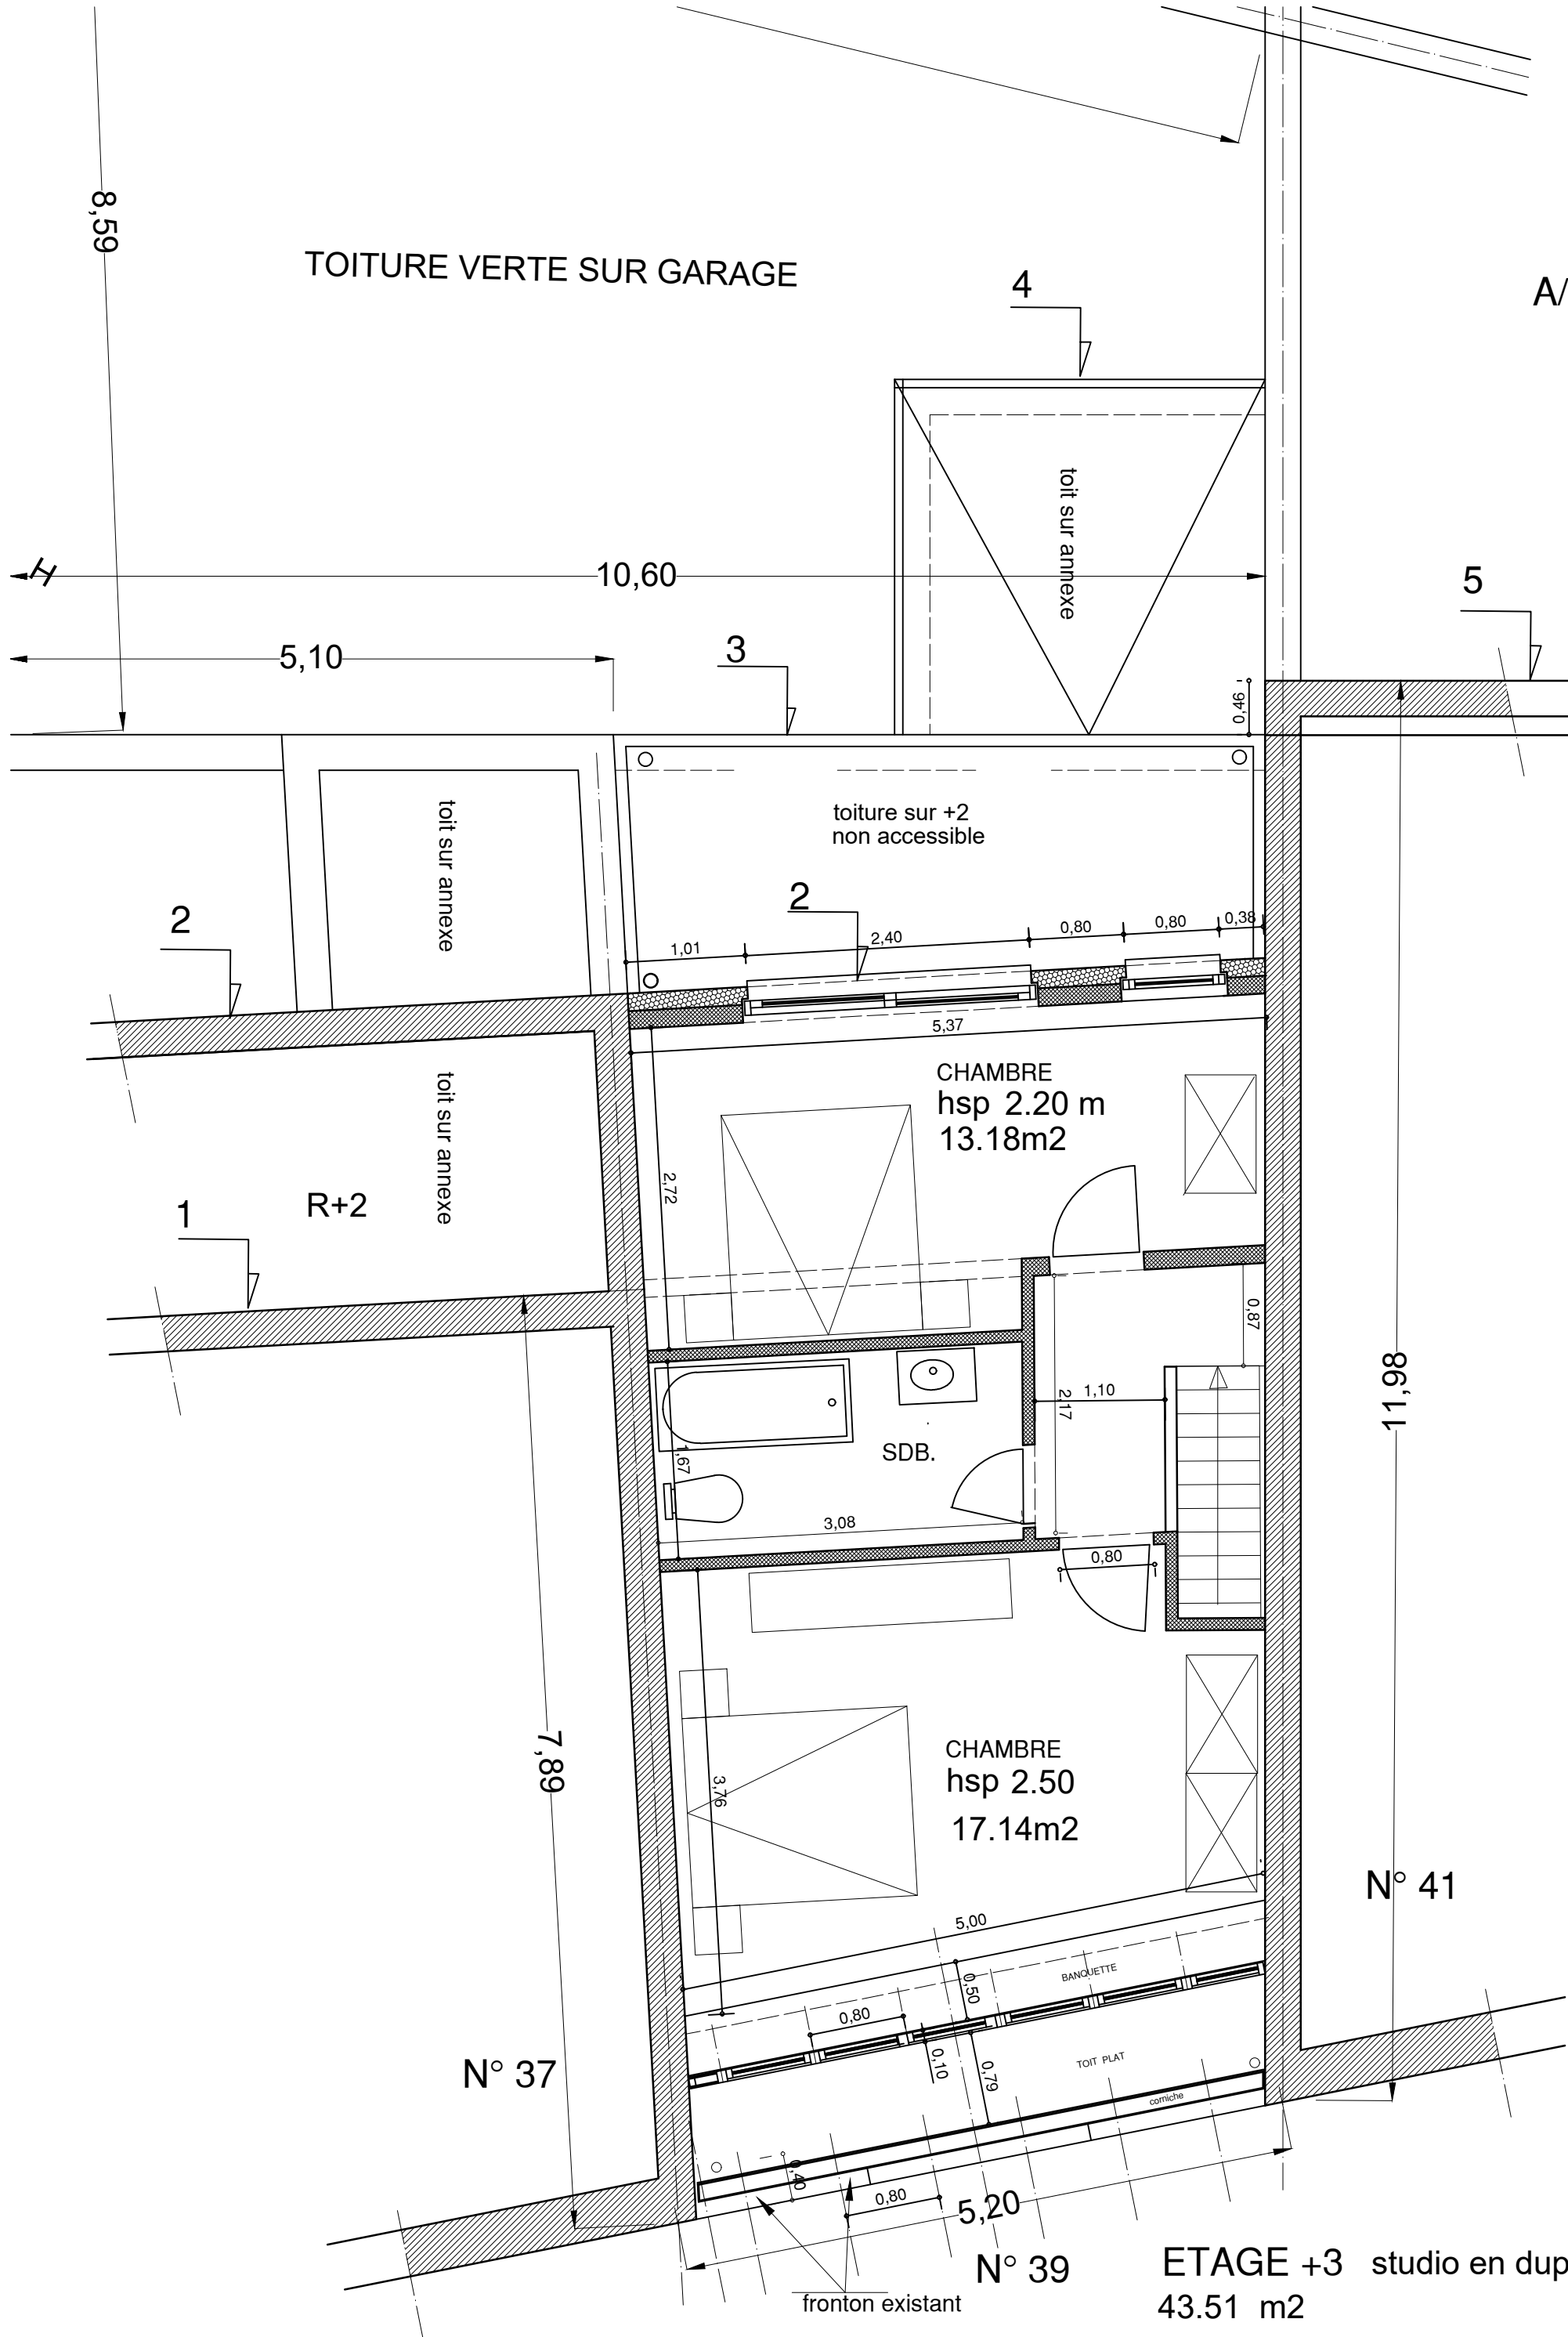 8,59
TOITURE VERTE SUR GARAGE
4
A/
toit sur annexe
H
10,60
5
5,10
3
0,46
toiture sur +2
non accessible
toit sur annexe
2
2
1,01
2,40
0,80
0,80
0,38
5,37
CHAMBRE
hsp 2.20 m
13.18m2
toit sur annexe
2,72
1
R+2
0,87
1,10
2,17
11,98
SDB.
1,67
3,08
0,80
7,89
3,76
CHAMBRE
hsp 2.50
17.14m2
N° 41
5,00
BANQUETTE
0,50
0,80
0,10
0,79
TOIT PLAT
corniche
N° 37
0,40
0,80
5,20
N° 39
fronton existant
ETAGE +3 studio en dup
43.51 m2